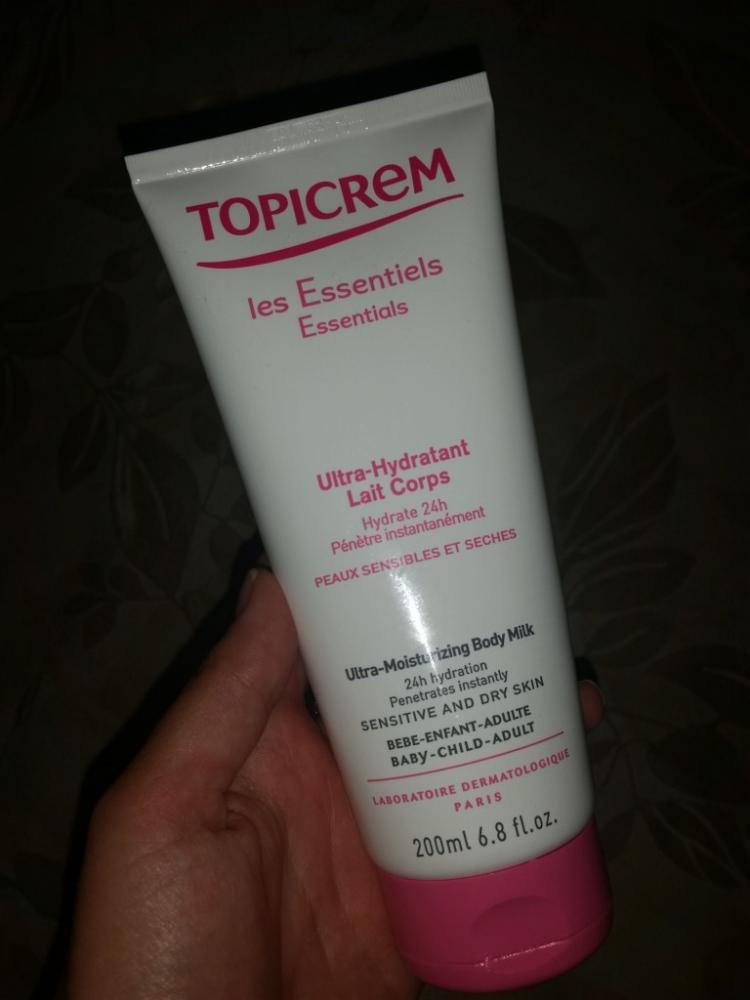 TOPICREM
les Essentiels
Essentials
Ultra-Hydratant
Lait Corps
Hydrate 24h
Pénètre instantanément
PEAUX SENSIBLES ET SECHES
Ultra-Moisturizing Body Milk
24h hydration
Penetrates instantly
SENSITIVE AND DRY SKIN
BEBE-ENFANT-ADULTE
BABY-CHILD-ADULT
LABORATOIRE DERMATOLOGIQUE
PARIS
200ml 6.8 fl.oz.